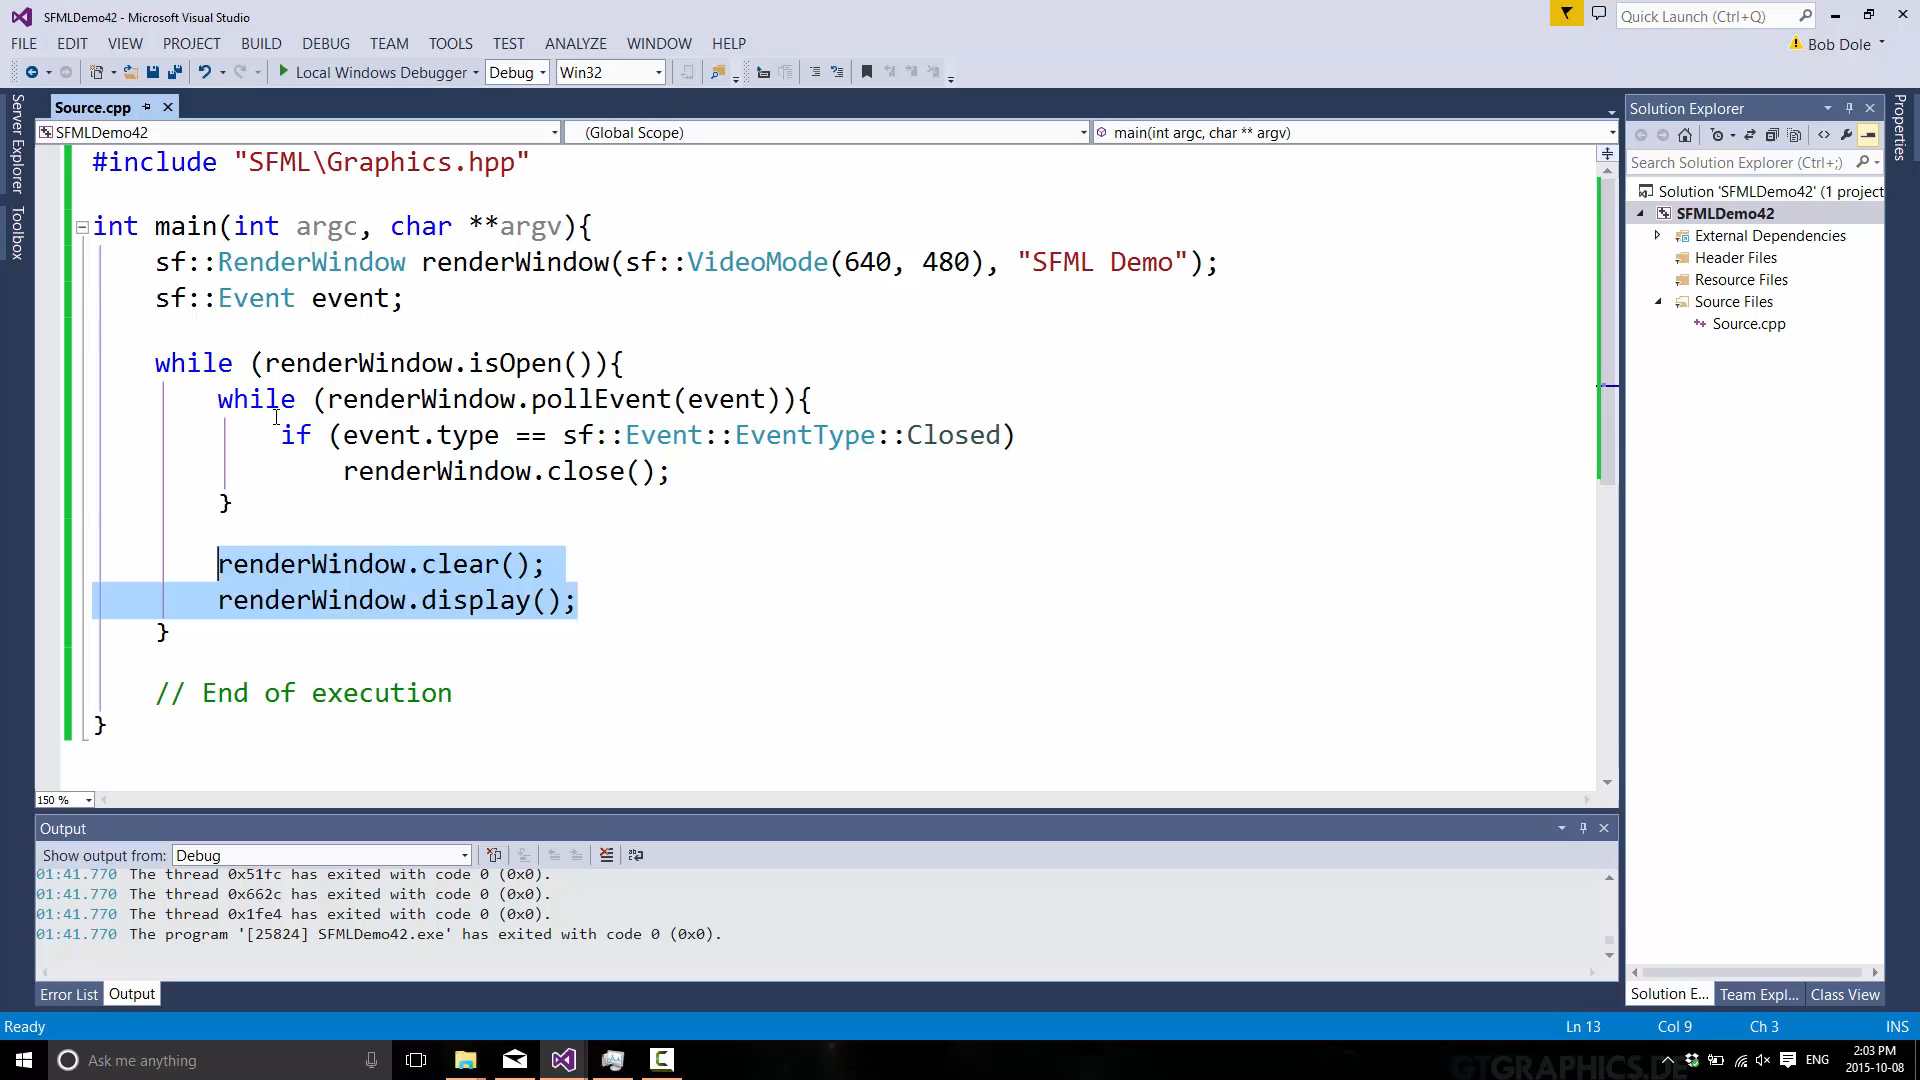 SFMLDemo42 - Microsoft Visual Studio
Quick Launch (Ctrl+Q)
FILE EDIT VIEW PROJECT BUILD DEBUG TEAM TOOLS TEST ANALYZE WINDOW HELP
Bob Dole
Local Windows Debugger Debug Win32
Server Explorer
Toolbox
Source.cpp
SFMLDemo42 (Global Scope) main(int argc, char ** argv)
#include "SFML\Graphics.hpp"
int main(int argc, char **argv){
sf::RenderWindow renderWindow(sf::VideoMode(640, 480), "SFML Demo");
sf::Event event;
while (renderWindow.isOpen()){
while (renderWindow.pollEvent(event)){
if (event.type == sf::Event::EventType::Closed)
renderWindow.close();
}
renderWindow.clear();
renderWindow.display();
}
// End of execution
}
150 %
Output
Show output from: Debug
01:41.770 The thread 0x51fc has exited with code 0 (0x0).
01:41.770 The thread 0x662c has exited with code 0 (0x0).
01:41.770 The thread 0x1fe4 has exited with code 0 (0x0).
01:41.770 The program '[25824] SFMLDemo42.exe' has exited with code 0 (0x0).
Error List Output
Solution Explorer
Search Solution Explorer (Ctrl+;)
Solution 'SFMLDemo42' (1 project
SFMLDemo42
External Dependencies
Header Files
Resource Files
Source Files
Source.cpp
Solution E... Team Expl... Class View
Properties
Ready Ln 13 Col 9 Ch 3 INS
Ask me anything
GTGRAPHICS.DE
ENG
2:03 PM
2015-10-08